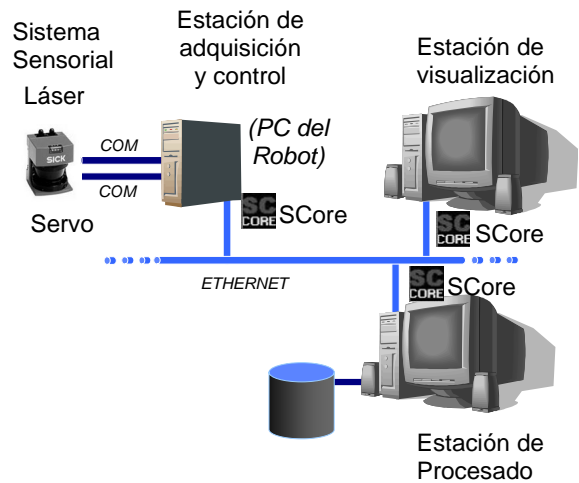 Sistema
Sensorial
Láser
SICK
Servo
COM
COM
Estación de
adquisición
y control
(PC del
Robot)
SC
CORE
SCore
Estación de
visualización
SC
CORE
SCore
ETHERNET
SC
CORE
SCore
Estación de
Procesado